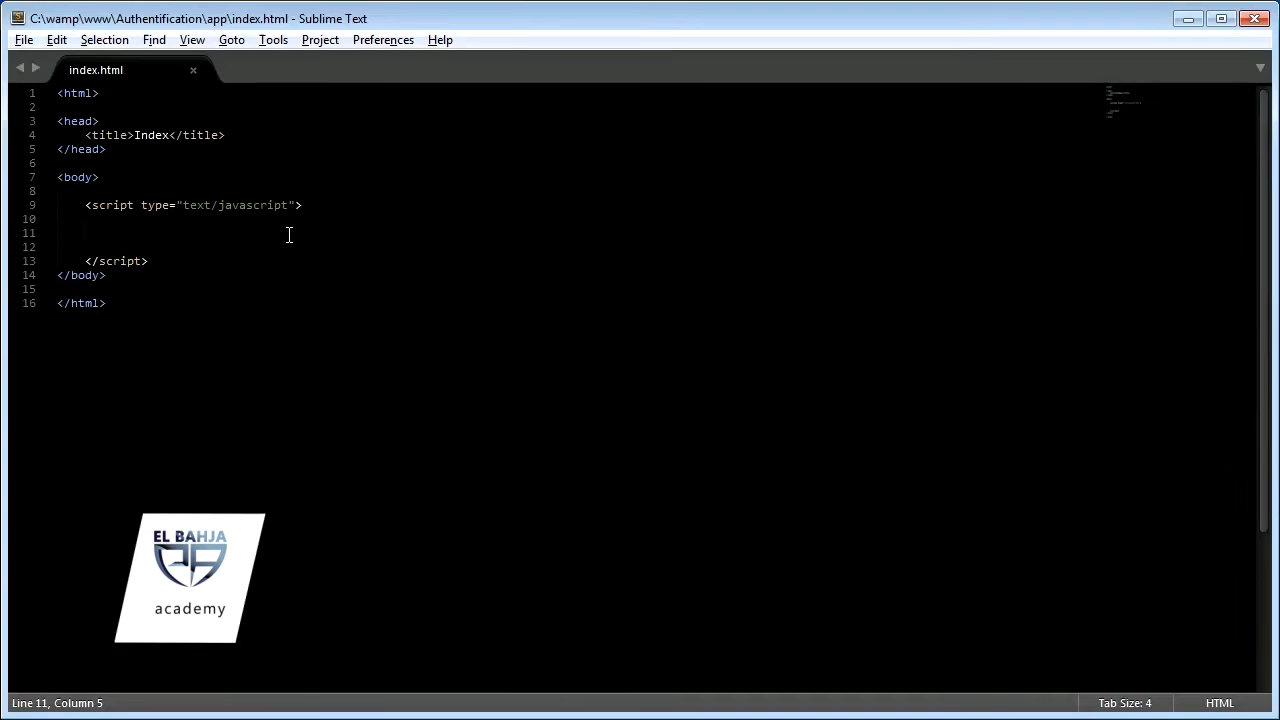 C:\wamp\www\Authentification\app\index.html - Sublime Text
File Edit Selection Find View Goto Tools Project Preferences Help
index.html
1 <html>
2
3 <head>
4 <title>Index</title>
5 </head>
6
7 <body>
8
9 <script type="text/javascript">
10
11
12
13 </script>
14 </body>
15
16 </html>
EL BAHJA
academy
Line 11, Column 5 Tab Size: 4 HTML